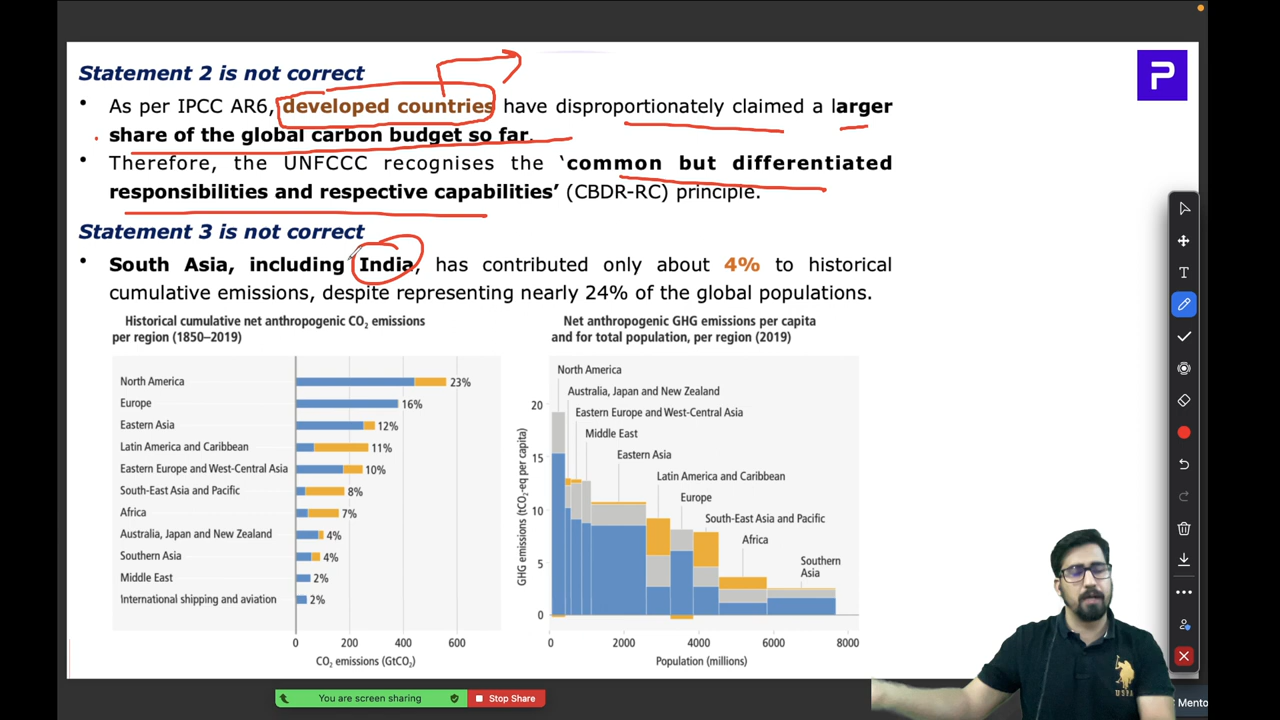 Statement 2 is not correct
• As per IPCC AR6, developed countries have disproportionately claimed a larger
share of the global carbon budget so far.
• Therefore, the UNFCCC recognises the ‘common but differentiated
responsibilities and respective capabilities’ (CBDR-RC) principle.
Statement 3 is not correct
• South Asia, including India, has contributed only about 4% to historical
cumulative emissions, despite representing nearly 24% of the global populations.
Historical cumulative net anthropogenic CO₂ emissions
per region (1850–2019)
North America 23%
Europe 16%
Eastern Asia 12%
Latin America and Caribbean 11%
Eastern Europe and West-Central Asia 10%
South-East Asia and Pacific 8%
Africa 7%
Australia, Japan and New Zealand 4%
Southern Asia 4%
Middle East 2%
International shipping and aviation 2%
0 200 400 600
CO₂ emissions (GtCO₂)
Net anthropogenic GHG emissions per capita
and for total population, per region (2019)
North America
Australia, Japan and New Zealand
Eastern Europe and West-Central Asia
Middle East
Eastern Asia
Latin America and Caribbean
Europe
South-East Asia and Pacific
Africa
Southern
Asia
GHG emissions (tCO₂-eq per capita)
20
15
10
5
0
0 2000 4000 6000 8000
Population (millions)
P
T
You are screen sharing
Stop Share
USPA
Mento